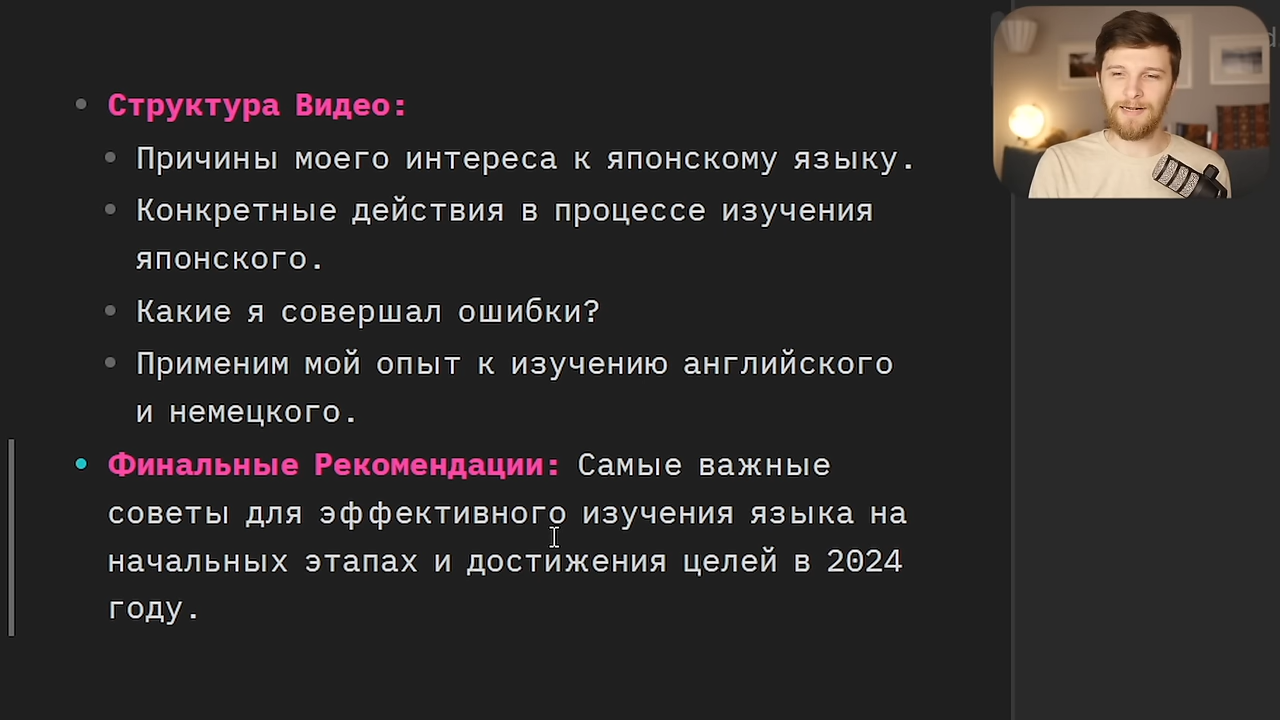 Структура Видео:
Причины моего интереса к японскому языку.
Конкретные действия в процессе изучения
японского.
Какие я совершал ошибки?
Применим мой опыт к изучению английского
и немецкого.
Финальные Рекомендации: Самые важные
советы для эффективного изучения языка на
начальных этапах и достижения целей в 2024
году.